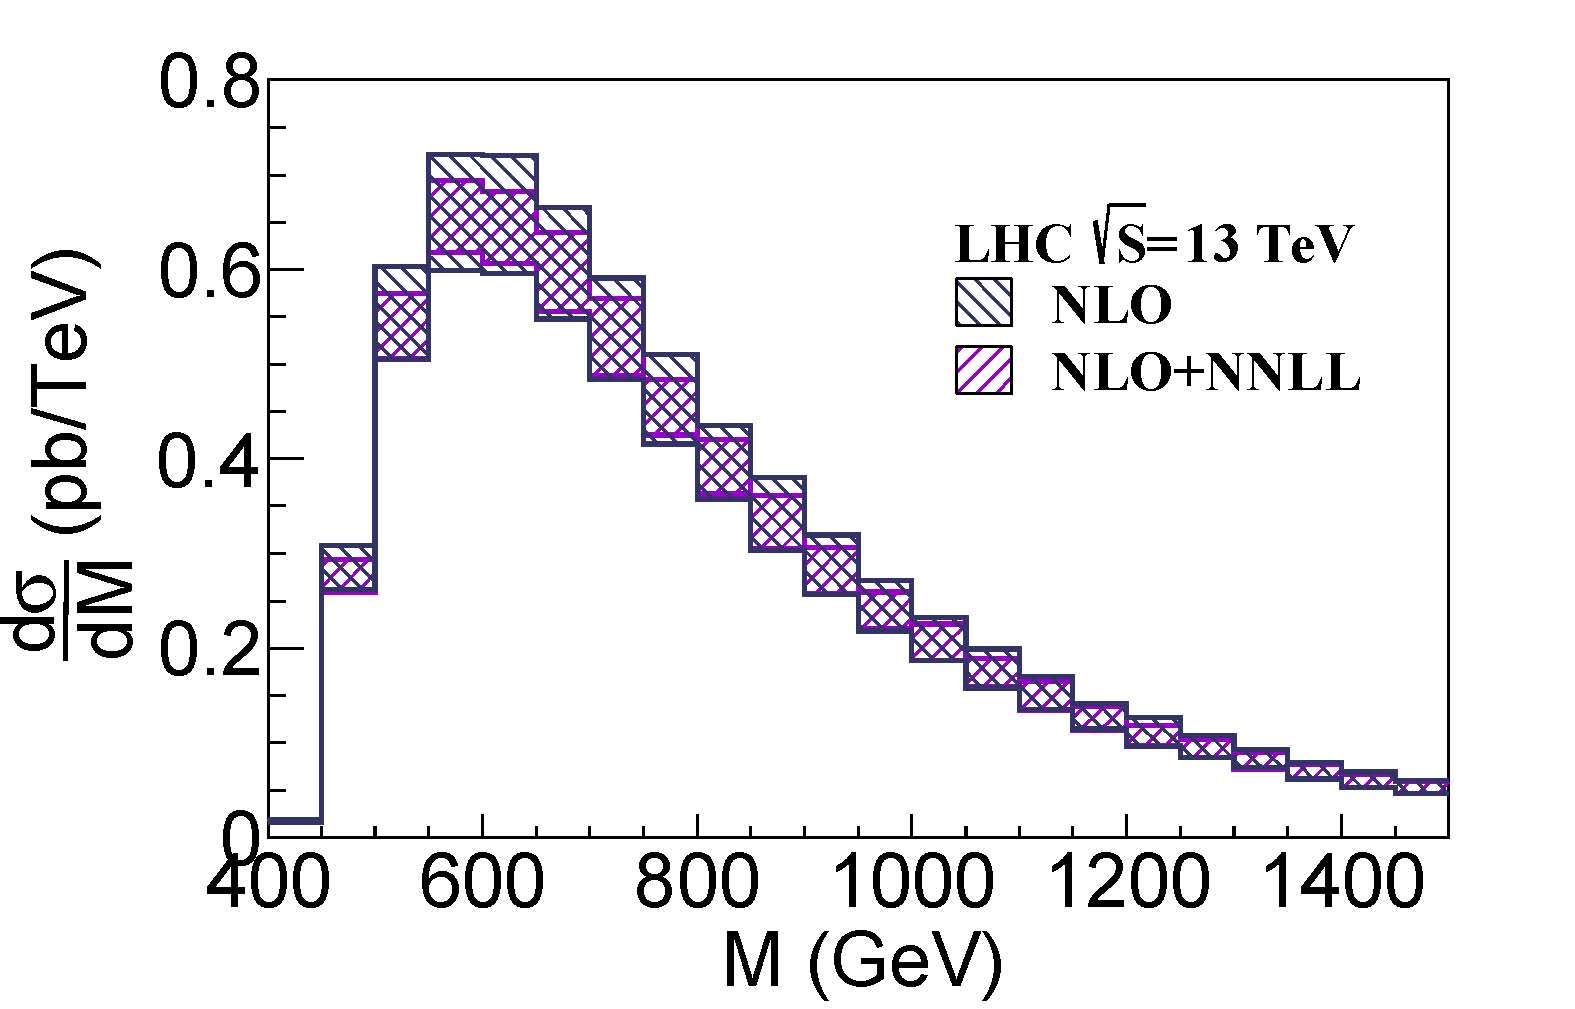 0.8
0.6
0.4
0.2
0
dσ
dM
(pb/TeV)
LHC √S=13 TeV
NLO
NLO+NNLL
400 600 800 1000 1200 1400
M (GeV)